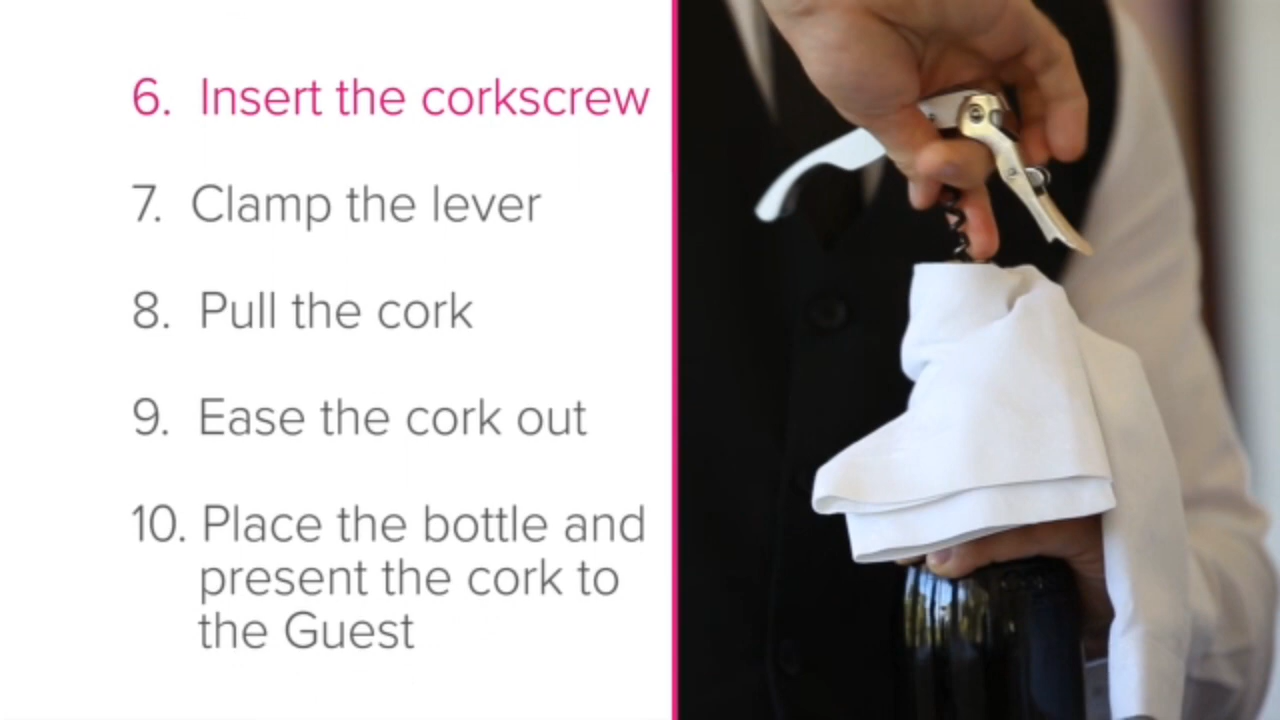 6. Insert the corkscrew
7. Clamp the lever
8. Pull the cork
9. Ease the cork out
10. Place the bottle and
present the cork to
the Guest